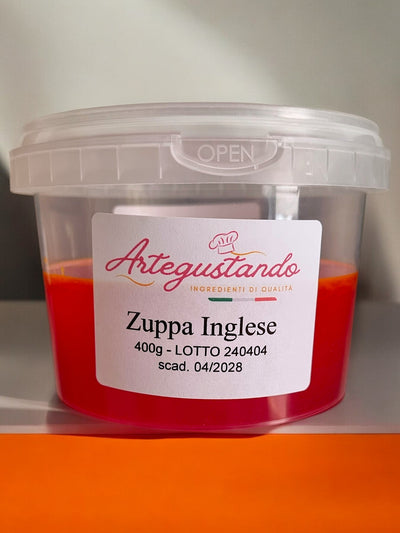 OPEN
Artegustando
INGREDIENTI DI QUALITÀ
Zuppa Inglese
400g - LOTTO 240404
scad. 04/2028